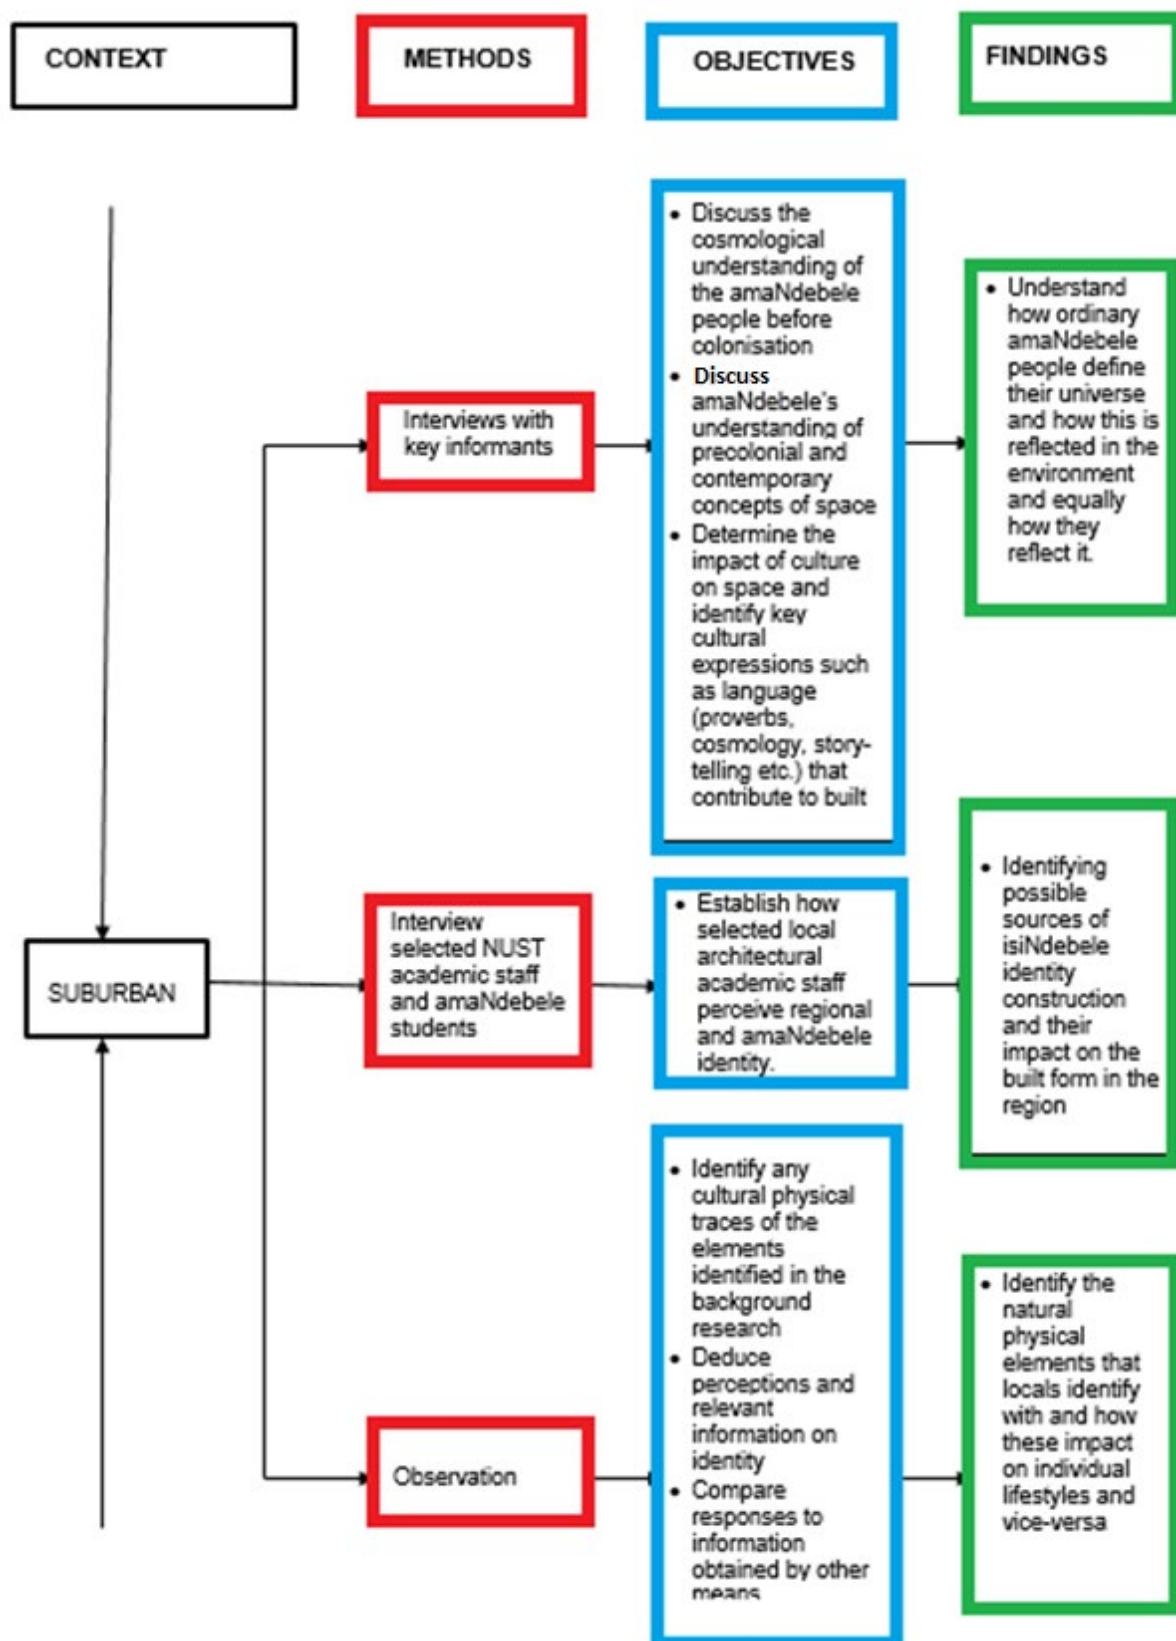 CONTEXT
METHODS
OBJECTIVES
FINDINGS
SUBURBAN
Interviews with
key informants
• Discuss the
cosmological
understanding of
the amaNdebele
people before
colonisation
• Discuss
amaNdebele's
understanding of
precolonial and
contemporary
concepts of space
• Determine the
impact of culture
on space and
identify key
cultural
expressions such
as language
(proverbs,
cosmology, story-
telling etc.) that
contribute to built
• Understand
how ordinary
amaNdebele
people define
their universe
and how this is
reflected in the
environment
and equally
how they
reflect it.
Interview
selected NUST
academic staff
and amaNdebele
students
• Establish how
selected local
architectural
academic staff
perceive regional
and amaNdebele
identity.
• Identifying
possible
sources of
isiNdebele
identity
construction
and their
impact on the
built form in the
region
Observation
• Identify any
cultural physical
traces of the
elements
identified in the
background
research
• Deduce
perceptions and
relevant
information on
identity
• Compare
responses to
information
obtained by other
means
• Identify the
natural
physical
elements that
locals identify
with and how
these impact
on individual
lifestyles and
vice-versa